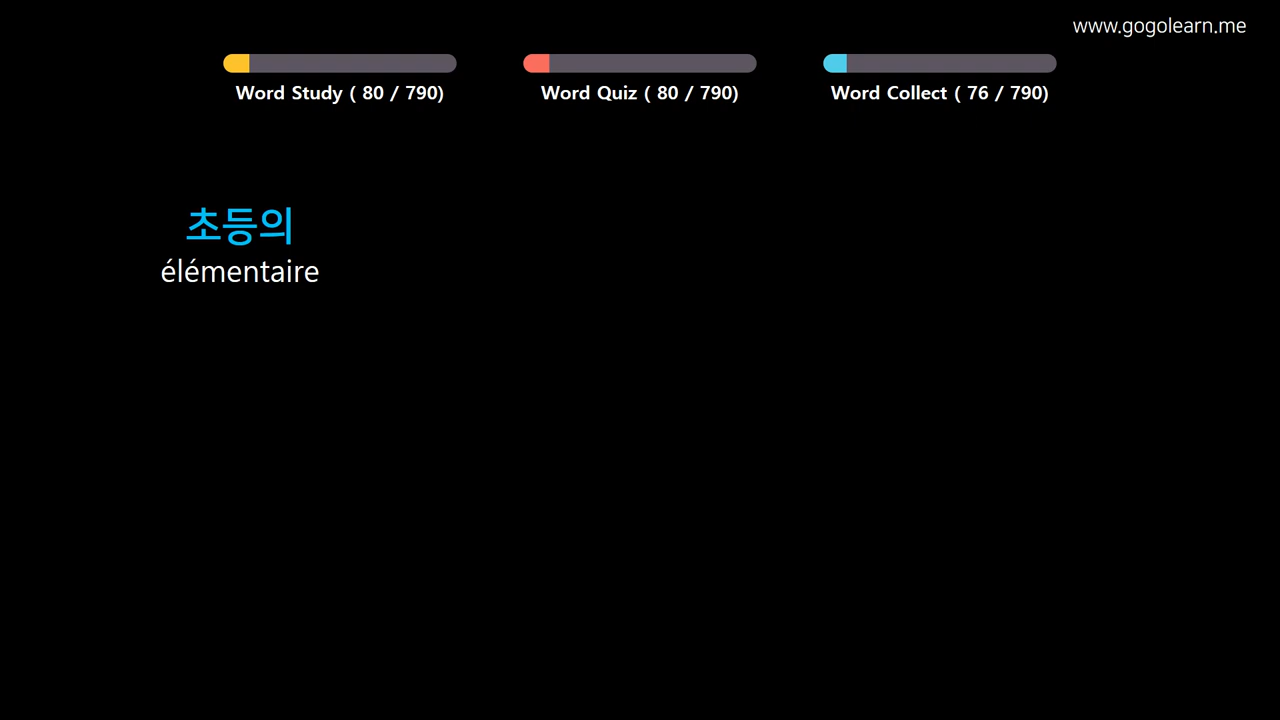 www.gogolearn.me
Word Study ( 80 / 790)
Word Quiz ( 80 / 790)
Word Collect ( 76 / 790)
초등의
élémentaire